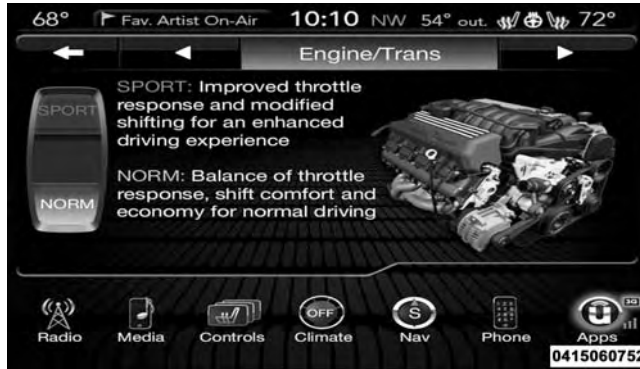 68° Fav. Artist On-Air 10:10 NW 54° out. 72°
Engine/Trans
SPORT: Improved throttle
response and modified
shifting for an enhanced
driving experience
SPORT
NORM: Balance of throttle
response, shift comfort and
economy for normal driving
NORM
OFF
S
3G
Radio Media Controls Climate Nav Phone Apps
0415060752